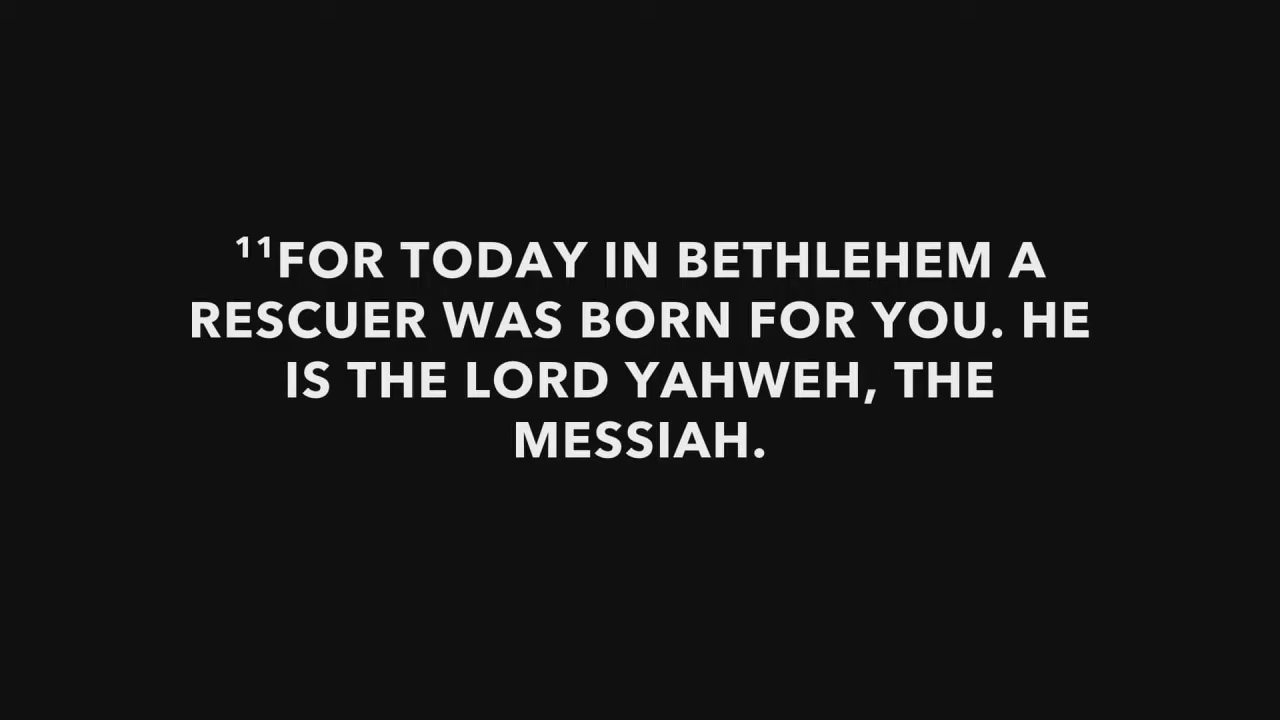 ¹¹FOR TODAY IN BETHLEHEM A
RESCUER WAS BORN FOR YOU. HE
IS THE LORD YAHWEH, THE
MESSIAH.